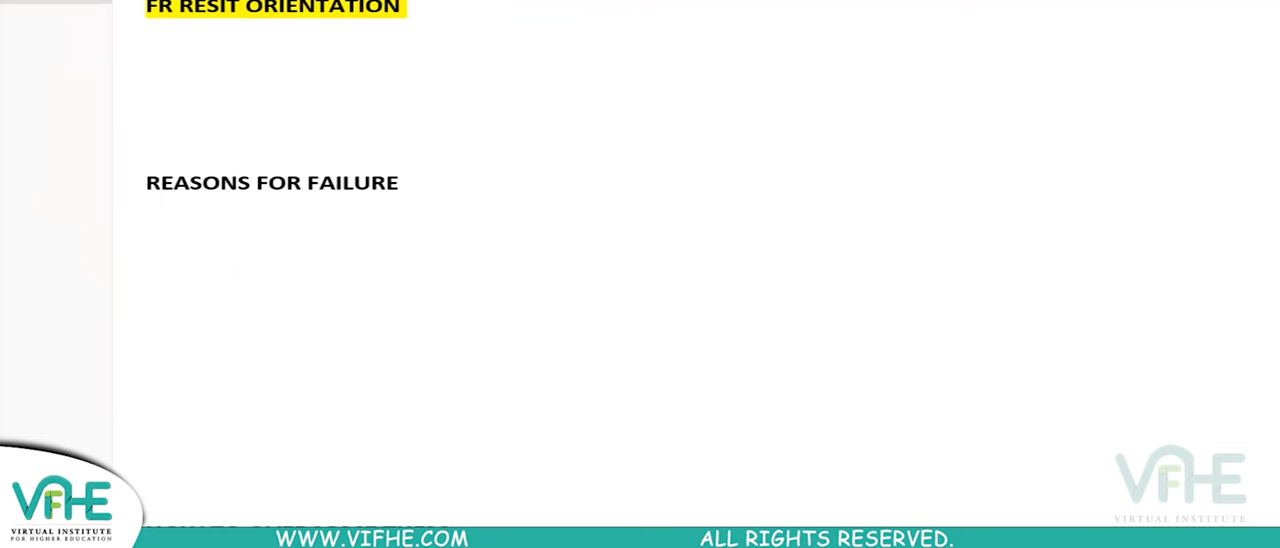 FR RESIT ORIENTATION
REASONS FOR FAILURE
VFHE
VIRTUAL INSTITUTE
FOR HIGHER EDUCATION
WWW.VIFHE.COM
ALL RIGHTS RESERVED.
VFHE
VIRTUAL INSTITUTE